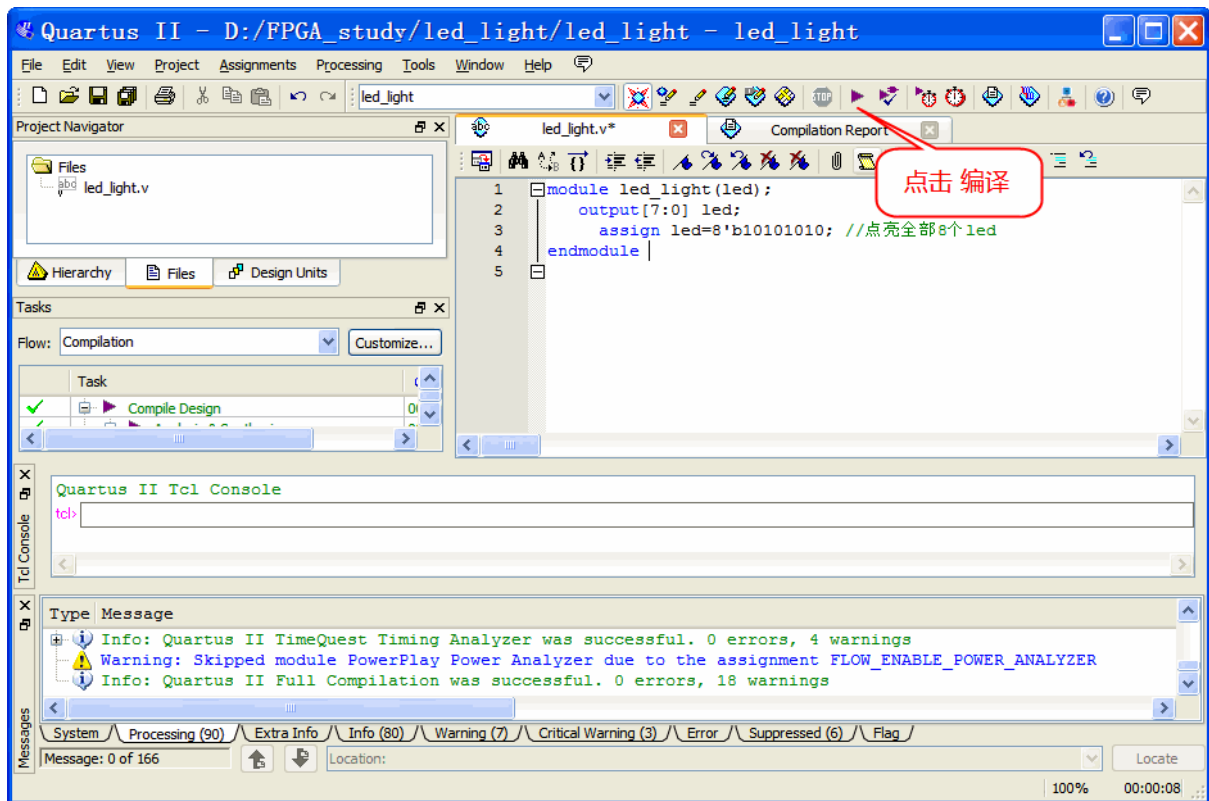 Quartus II - D:/FPGA_study/led_light/led_light - led_light
File Edit View Project Assignments Processing Tools Window Help
led_light
STOP
Project Navigator
Files
led_light.v
Hierarchy Files Design Units
led_light.v* Compilation Report
点击 编译
1 module led_light(led);
2 output[7:0] led;
3 assign led=8'b10101010; //点亮全部8个led
4 endmodule
5
Tasks
Flow: Compilation Customize...
Task
Compile Design
Quartus II Tcl Console
tcl>
Tcl Console
Type Message
Info: Quartus II TimeQuest Timing Analyzer was successful. 0 errors, 4 warnings
Warning: Skipped module PowerPlay Power Analyzer due to the assignment FLOW_ENABLE_POWER_ANALYZER
Info: Quartus II Full Compilation was successful. 0 errors, 18 warnings
System Processing (90) Extra Info Info (80) Warning (7) Critical Warning (3) Error Suppressed (6) Flag
Messages
Message: 0 of 166 Location: Locate
100% 00:00:08